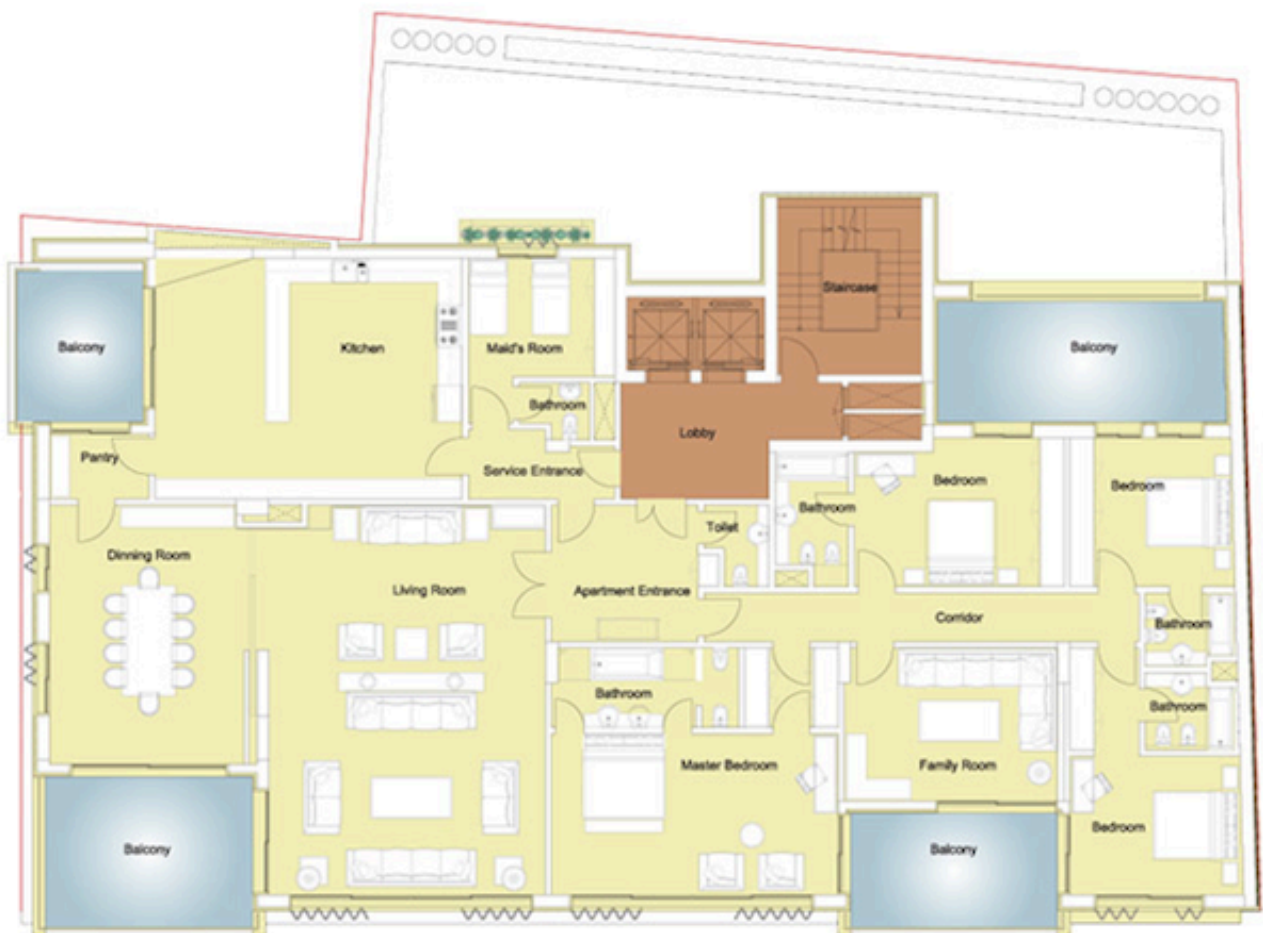 Staircase
Balcony
Kitchen
Maid's Room
Balcony
Bathroom
Lobby
Pantry
Service Entrance
Bedroom
Bedroom
Bathroom
Toilet
Dinning Room
Living Room
Apartment Entrance
Corridor
Bathroom
Bathroom
Bathroom
Master Bedroom
Family Room
Bedroom
Balcony
Balcony